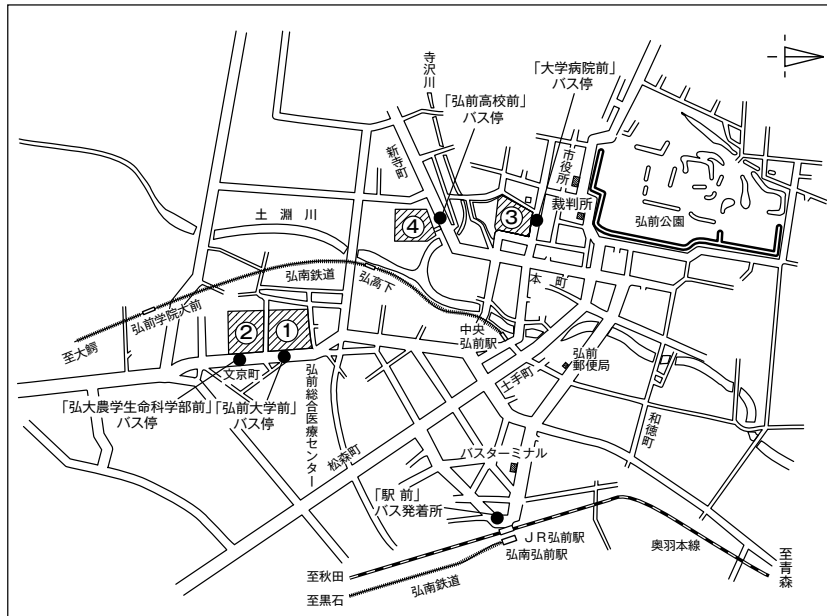 「大学病院前」
バス停
寺沢川
「弘前高校前」
バス停
新寺町
市役所
裁判所
弘前公園
③
④
土淵川
弘南鉄道
弘高下
本町
中央
弘前駅
弘前学院大前
至大鰐
②
①
文京町
「弘大農学生命科学部前」
バス停
「弘前大学前」
バス停
弘前総合医療センター
松森町
土手町
弘前
郵便局
和徳町
バスターミナル
「駅前」
バス発着所
JR弘前駅
弘南弘前駅
奥羽本線
至青森
至秋田
弘南鉄道
至黒石